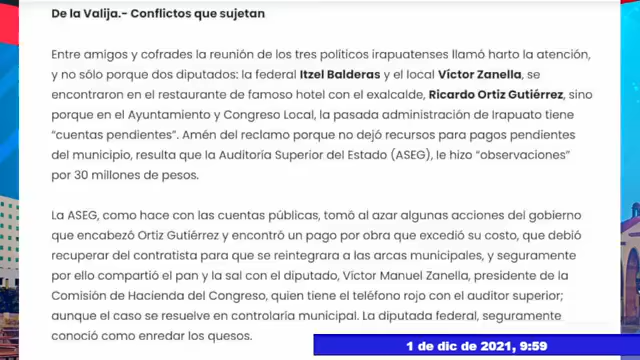 De la Valija.- Conflictos que sujetan
Entre amigos y cofrades la reunión de los tres políticos irapuatenses llamó harto la atención,
y no sólo porque dos diputados: la federal Itzel Balderas y el local Víctor Zanella, se
encontraron en el restaurante de famoso hotel con el exalcalde, Ricardo Ortiz Gutiérrez, sino
porque en el Ayuntamiento y Congreso Local, la pasada administración de Irapuato tiene
“cuentas pendientes”. Amén del reclamo porque no dejó recursos para pagos pendientes
del municipio, resulta que la Auditoría Superior del Estado (ASEG), le hizo “observaciones”
por 30 millones de pesos.
La ASEG, como hace con las cuentas públicas, tomó al azar algunas acciones del gobierno
que encabezó Ortiz Gutiérrez y encontró un pago por obra que excedió su costo, que debió
recuperar del contratista para que se reintegrara a las arcas municipales, y seguramente
por ello compartió el pan y la sal con el diputado, Víctor Manuel Zanella, presidente de la
Comisión de Hacienda del Congreso, quien tiene el teléfono rojo con el auditor superior;
aunque el caso se resuelve en controlaría municipal. La diputada federal, seguramente
conoció como enredar los quesos.
1 de dic de 2021, 9:59